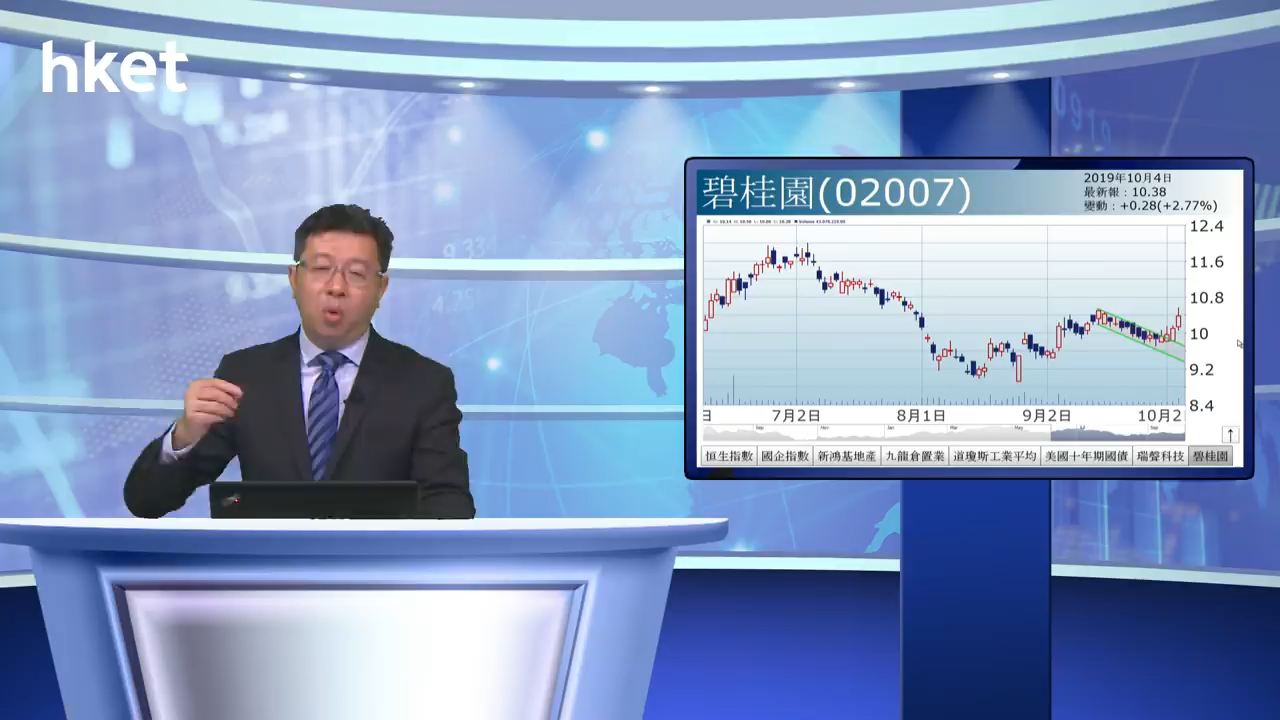 hket
碧桂園(02007)
2019年10月4日
最新報：10.38
變動：+0.28(+2.77%)
12.4
11.6
10.8
10
9.2
8.4
7月2日
8月1日
9月2日
10月2
恒生指數
國企指數
新鴻基地產
九龍倉置業
道瓊斯工業平均
美國十年期國債
瑞聲科技
碧桂園